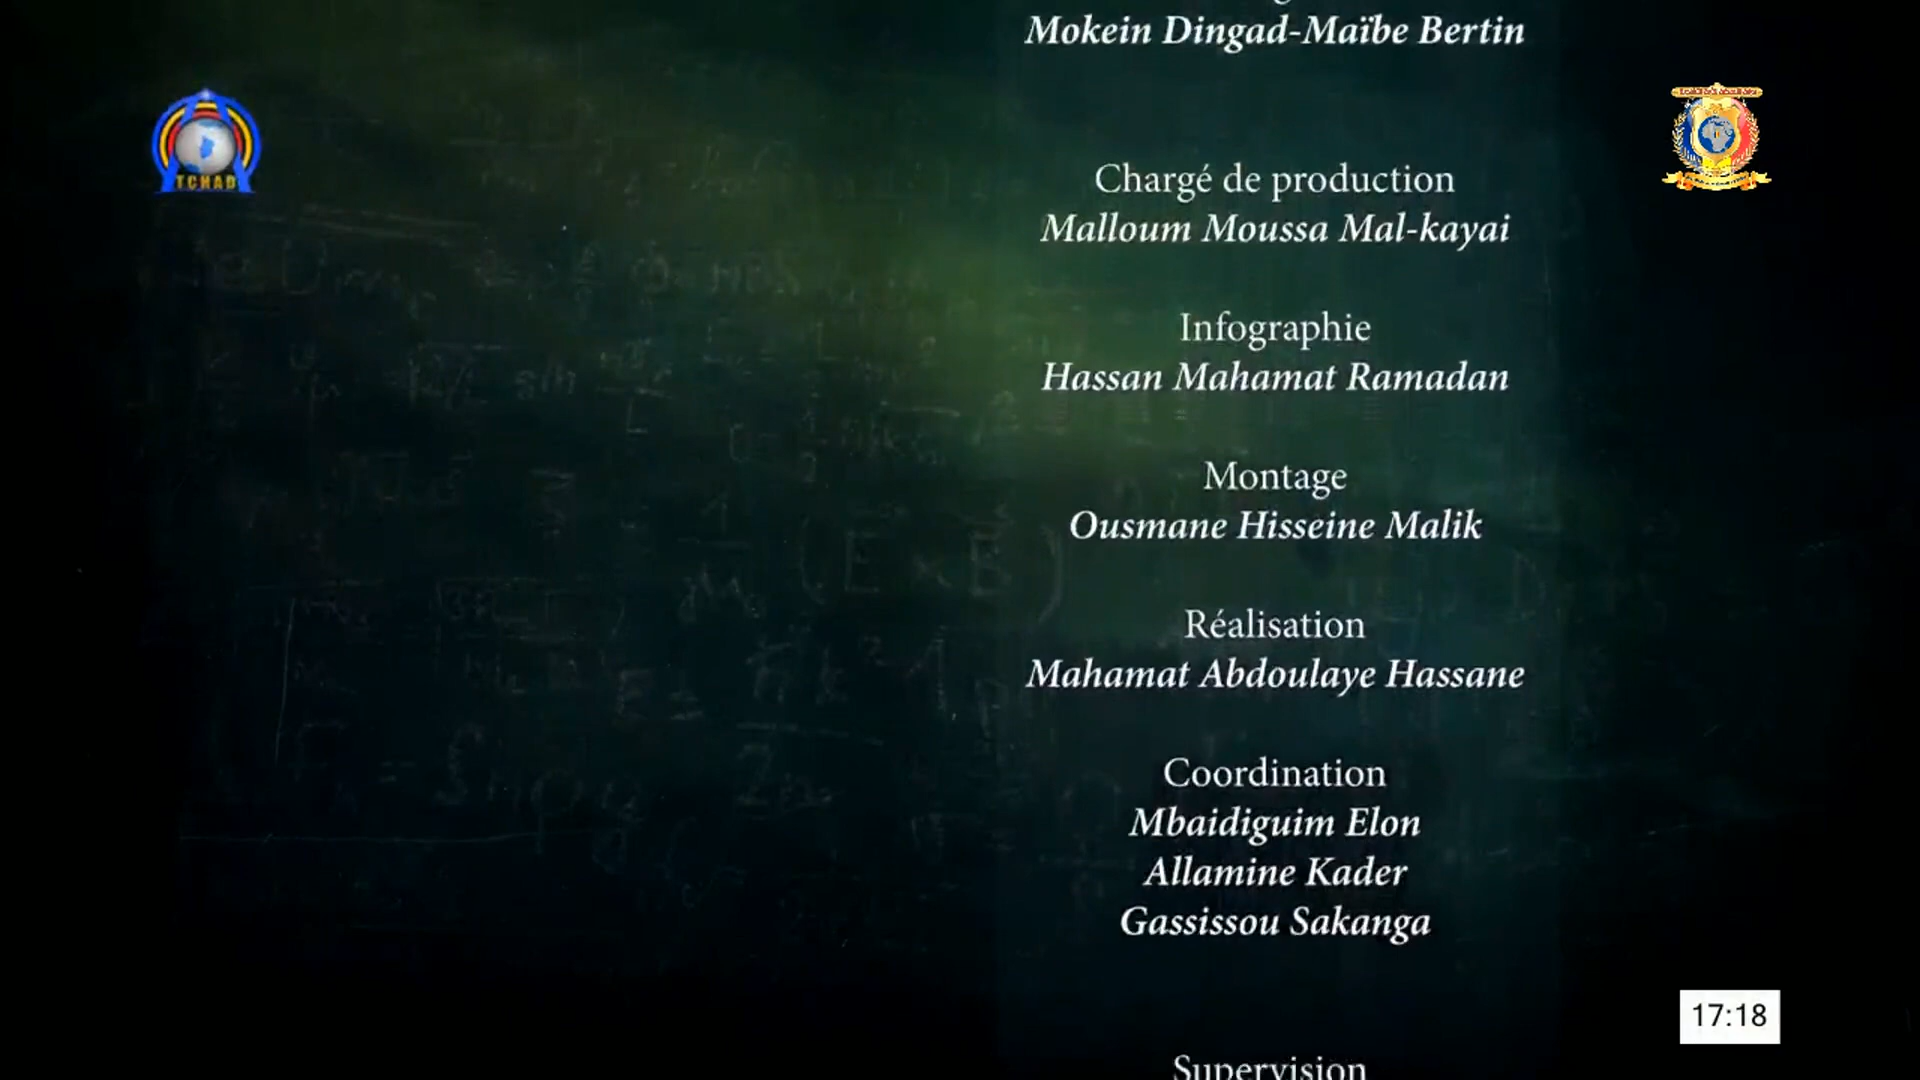 Mokein Dingad-Maïbe Bertin
TCHAD
Chargé de production
Malloum Moussa Mal-kayai
Infographie
Hassan Mahamat Ramadan
Montage
Ousmane Hisseine Malik
Réalisation
Mahamat Abdoulaye Hassane
Coordination
Mbaidiguim Elon
Allamine Kader
Gassissou Sakanga
17:18
Supervision